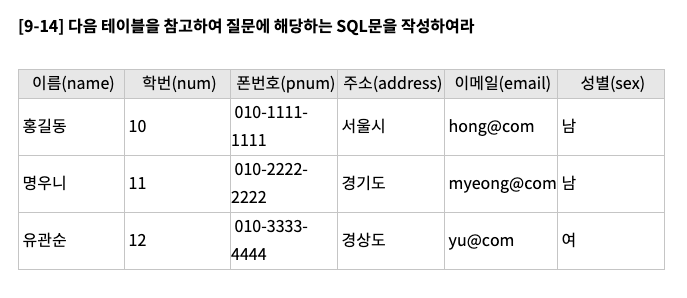 [9-14] 다음 테이블을 참고하여 질문에 해당하는 SQL문을 작성하여라
이름(name) 학번(num) 폰번호(pnum) 주소(address) 이메일(email) 성별(sex)
홍길동 10 010-1111-1111 서울시 hong@com 남
명우니 11 010-2222-2222 경기도 myeong@com 남
유관순 12 010-3333-4444 경상도 yu@com 여